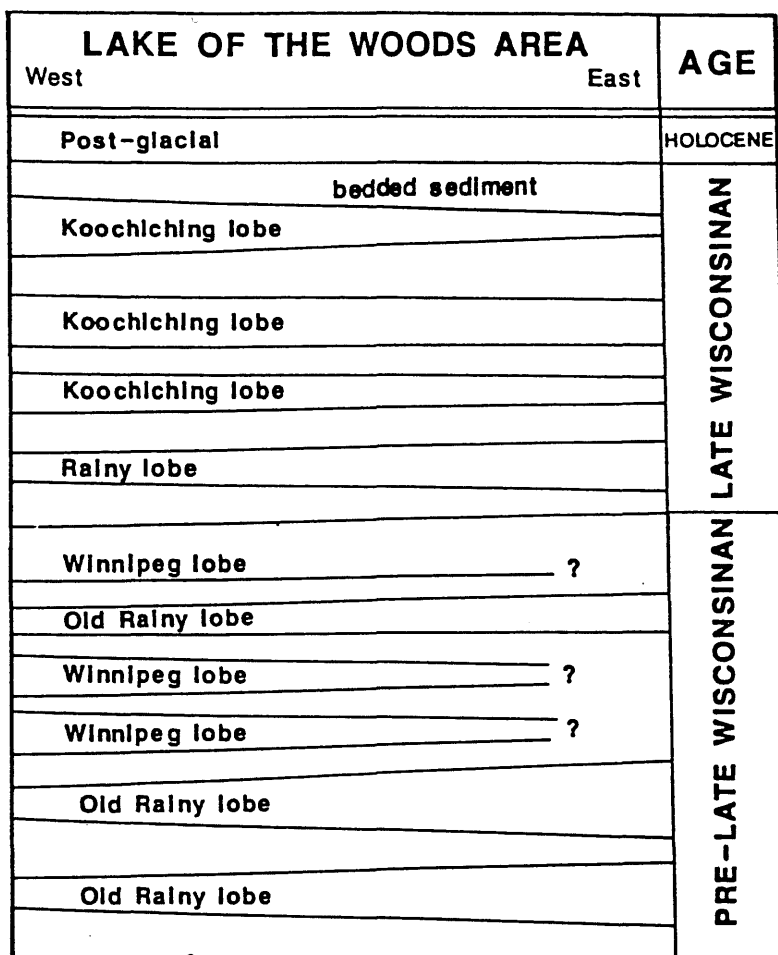 LAKE OF THE WOODS AREA
West East
AGE
Post-glacial
HOLOCENE
bedded sediment
Koochiching lobe
Koochiching lobe
Koochiching lobe
Rainy lobe
LATE WISCONSINAN
Winnipeg lobe ?
Old Rainy lobe
Winnipeg lobe ?
Winnipeg lobe ?
Old Rainy lobe
Old Rainy lobe
PRE-LATE WISCONSINAN